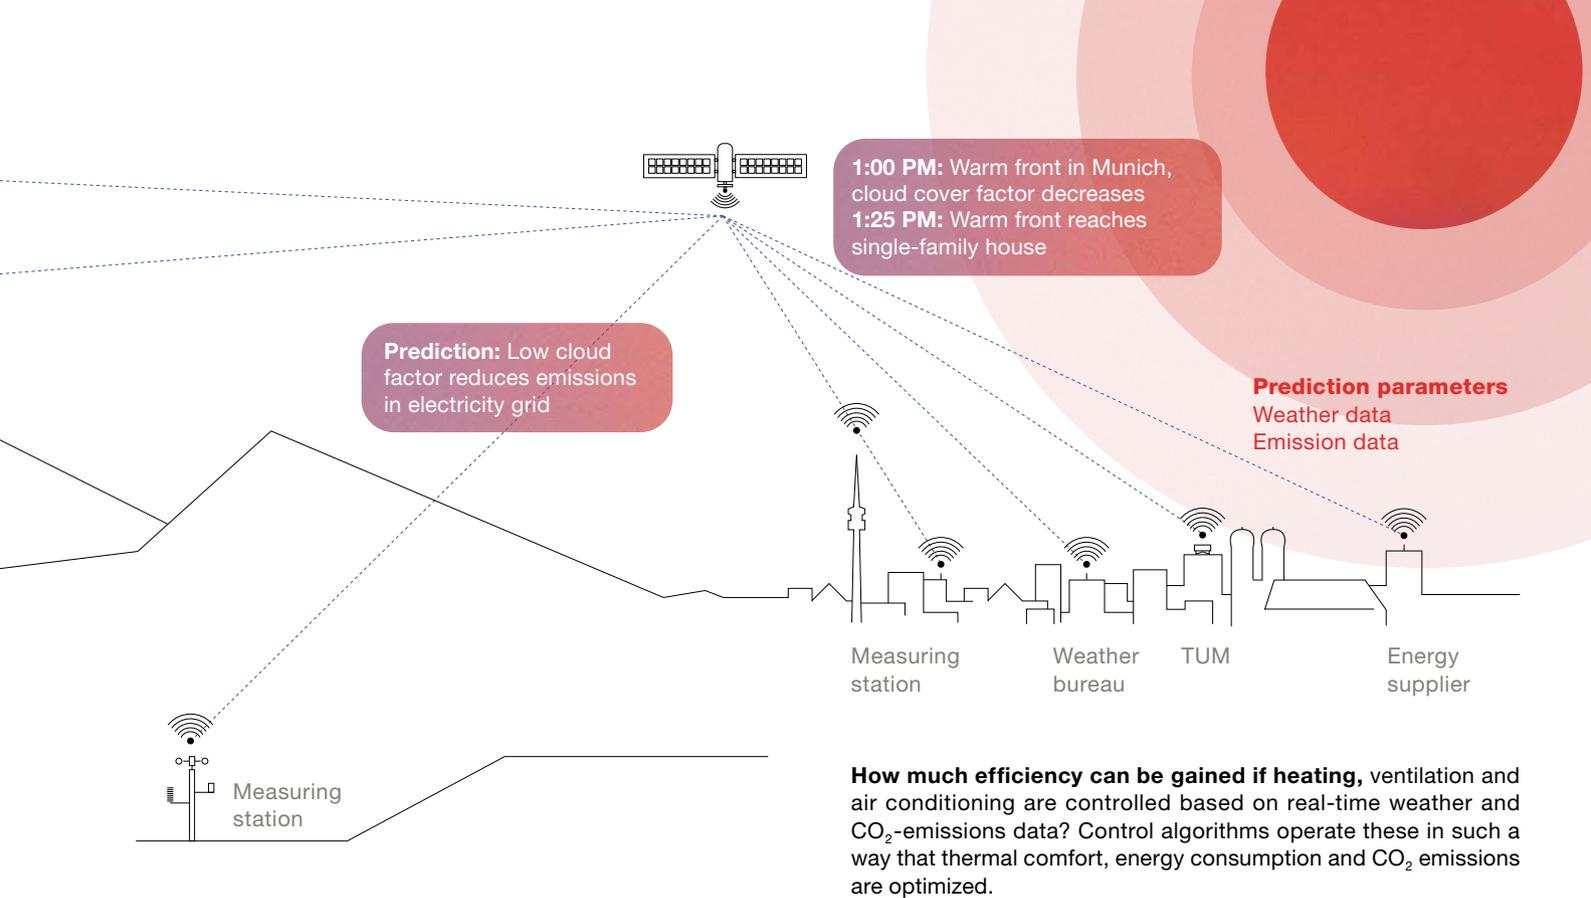 1:00 PM: Warm front in Munich,
cloud cover factor decreases
1:25 PM: Warm front reaches
single-family house
Prediction: Low cloud
factor reduces emissions
in electricity grid
Prediction parameters
Weather data
Emission data
Measuring
station
Weather
bureau
TUM
Energy
supplier
Measuring
station
How much efficiency can be gained if heating, ventilation and
air conditioning are controlled based on real-time weather and
CO₂-emissions data? Control algorithms operate these in such a
way that thermal comfort, energy consumption and CO₂ emissions
are optimized.